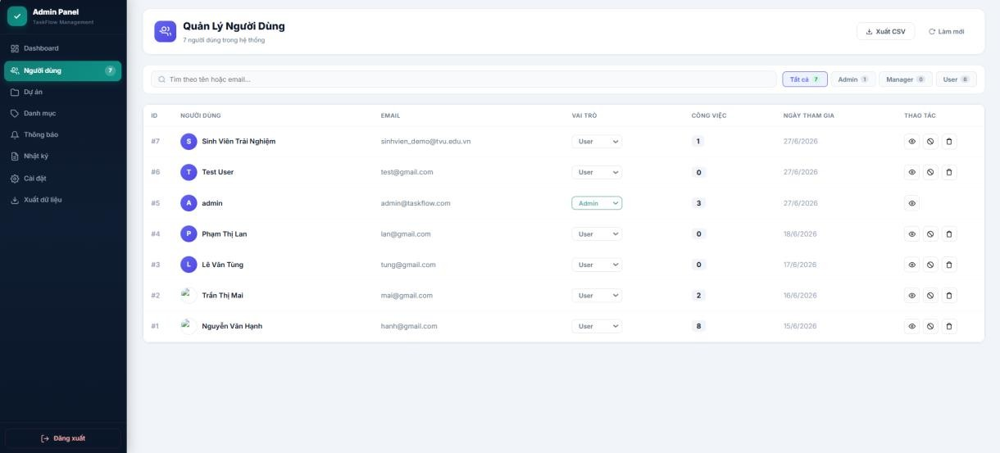 Admin Panel
TaskFlow Management
Dashboard
Người dùng 7
Dự án
Danh mục
Thông báo
Nhật ký
Cài đặt
Xuất dữ liệu
Đăng xuất
Quản Lý Người Dùng
7 người dùng trong hệ thống
Xuất CSV Làm mới
Tìm theo tên hoặc email...
Tất cả 7 Admin 1 Manager 0 User 6
ID NGƯỜI DÙNG EMAIL VAI TRÒ CÔNG VIỆC NGÀY THAM GIA THAO TÁC
#7 S Sinh Viên Trải Nghiệm sinhvien_demo@tvu.edu.vn User 1 27/6/2026
#6 T Test User test@gmail.com User 0 27/6/2026
#5 A admin admin@taskflow.com Admin 3 27/6/2026
#4 P Phạm Thị Lan lan@gmail.com User 0 18/6/2026
#3 L Lê Văn Tùng tung@gmail.com User 0 17/6/2026
#2 Trần Thị Mai mai@gmail.com User 2 16/6/2026
#1 Nguyễn Văn Hạnh hanh@gmail.com User 8 15/6/2026